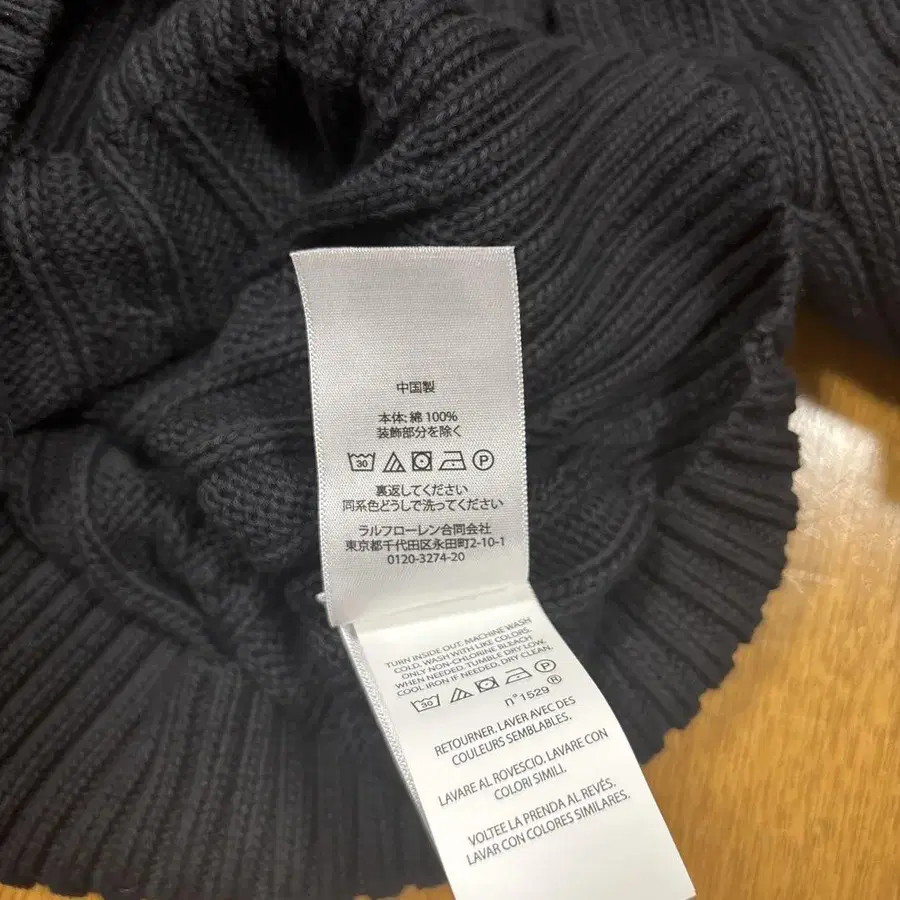 中国製
本体: 綿 100%
装飾部分を除く
30
P
裏返してください
同系色どうしで洗ってください
ラルフローレン合同会社
東京都千代田区永田町2-10-1
0120-3274-20
TURN INSIDE OUT. MACHINE WASH
COLD, WASH WITH LIKE COLORS.
ONLY NON-CHLORINE BLEACH
WHEN NEEDED. TUMBLE DRY LOW.
COOL IRON IF NEEDED. DRY CLEAN.
30
P
n°1529 ®
RETOURNER. LAVER AVEC DES
COULEURS SEMBLABLES.
LAVARE AL ROVESCIO. LAVARE CON
COLORI SIMILI.
VOLTEE LA PRENDA AL REVÉS.
LAVAR CON COLORES SIMILARES.